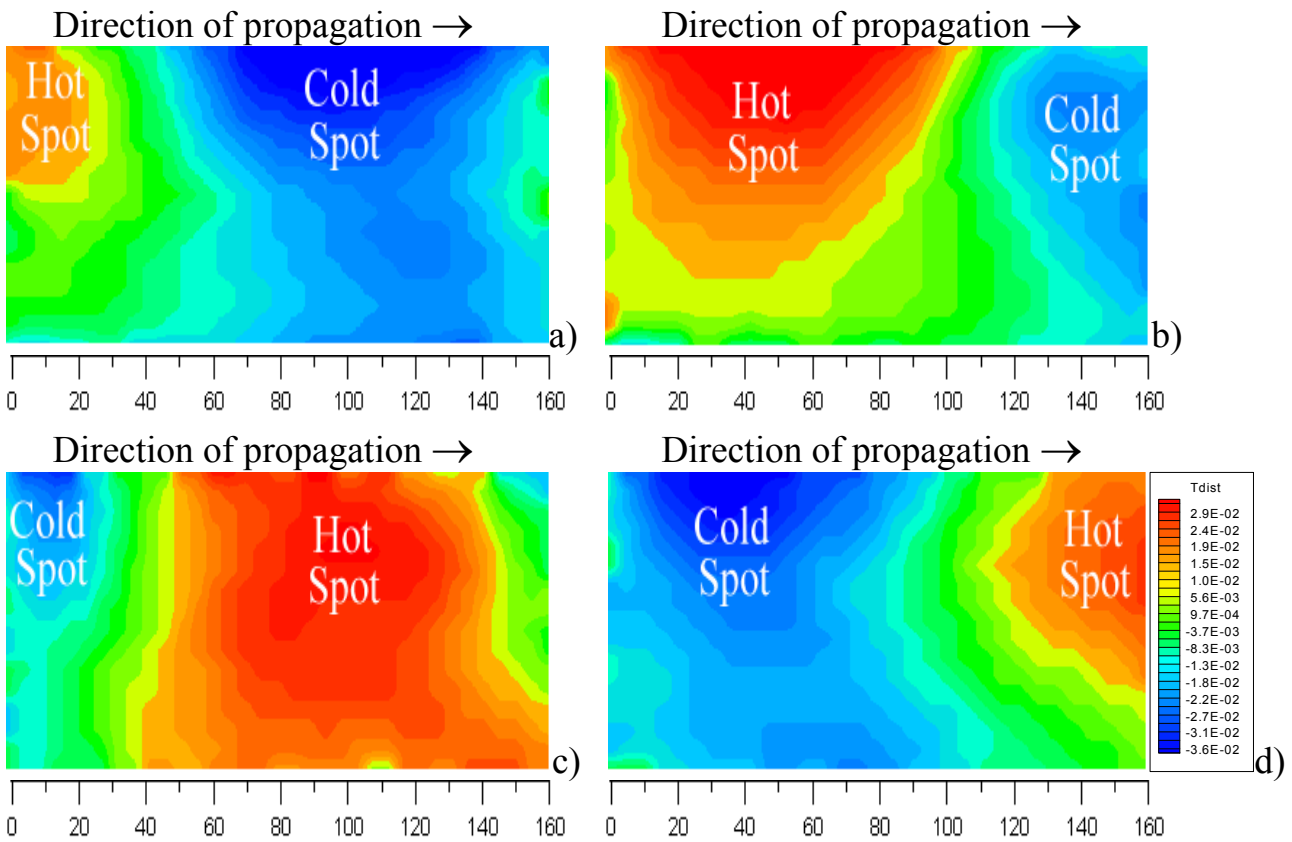 Direction of propagation →
Hot
Spot
Cold
Spot
a)
0 20 40 60 80 100 120 140 160
Direction of propagation →
Hot
Spot
Cold
Spot
b)
0 20 40 60 80 100 120 140 160
Direction of propagation →
Cold
Spot
Hot
Spot
c)
0 20 40 60 80 100 120 140 160
Direction of propagation →
Cold
Spot
Hot
Spot
d)
0 20 40 60 80 100 120 140 160
Tdist
2.9E-02
2.4E-02
1.9E-02
1.5E-02
1.0E-02
5.6E-03
9.7E-04
-3.7E-03
-8.3E-03
-1.3E-02
-1.8E-02
-2.2E-02
-2.7E-02
-3.1E-02
-3.6E-02